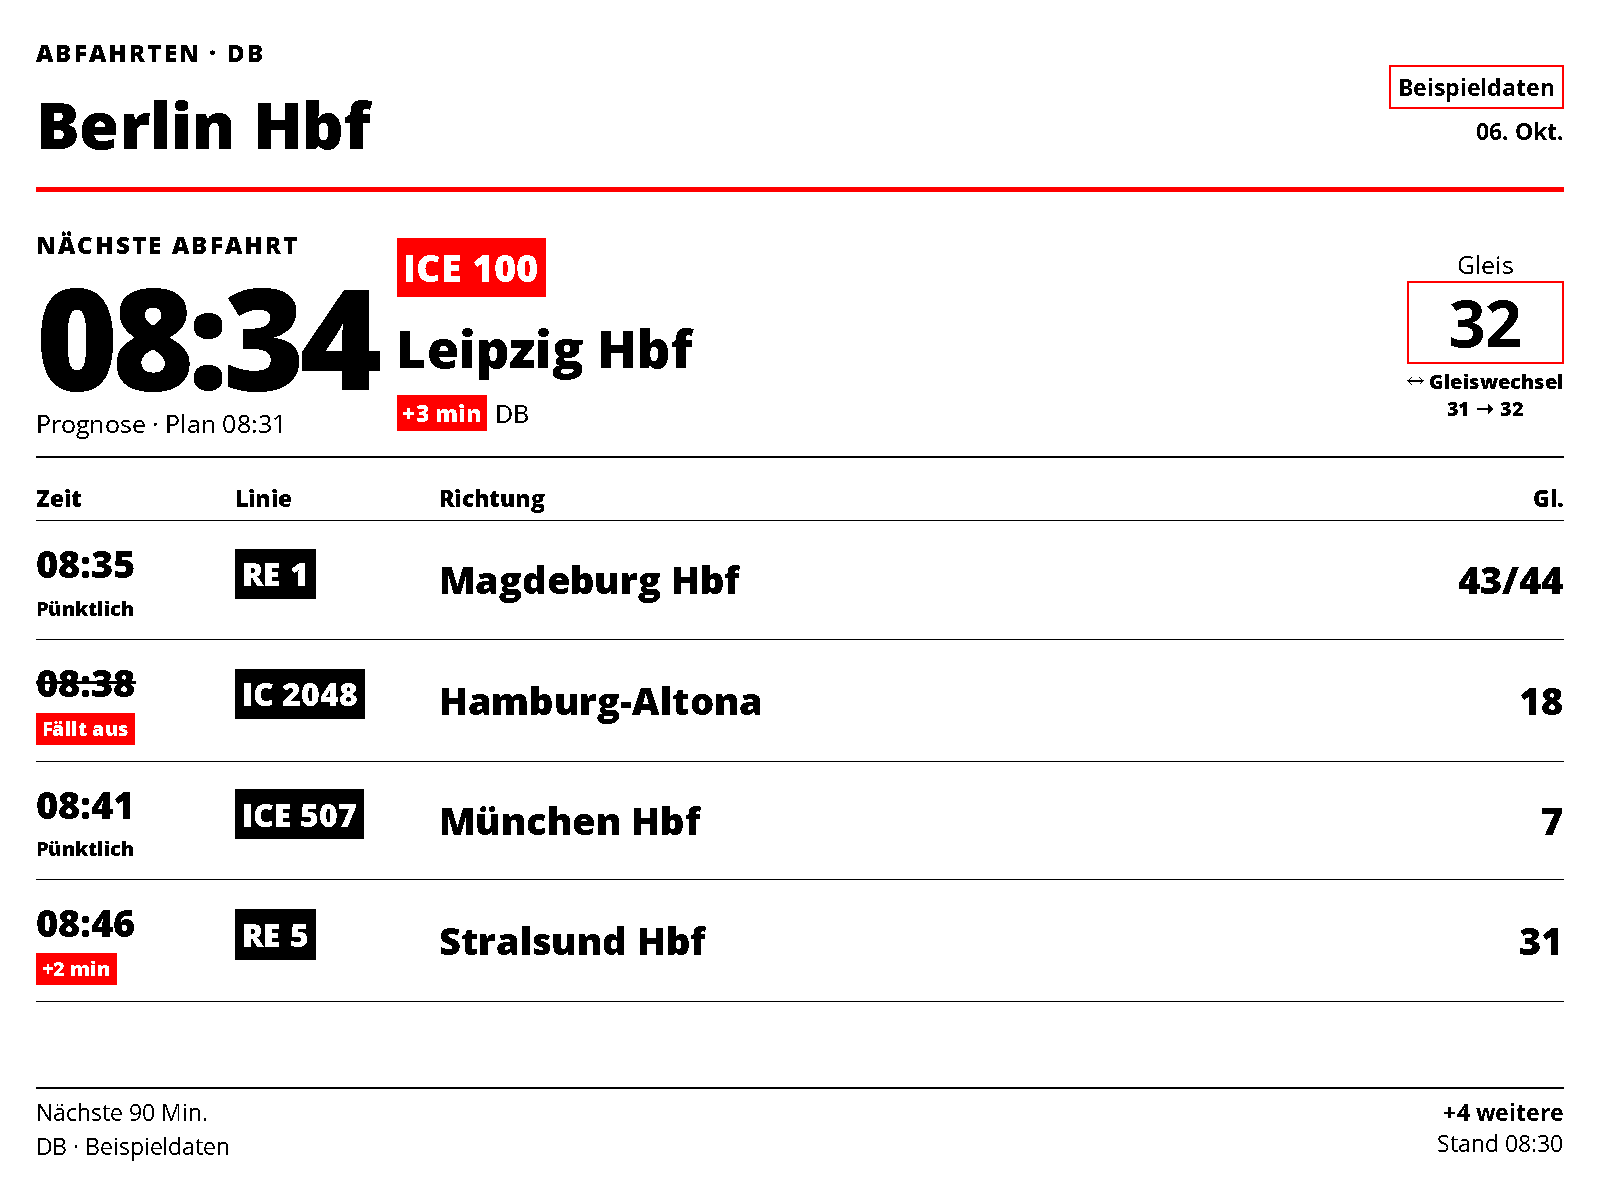 ABFAHRTEN · DB
Berlin Hbf
Beispieldaten
06. Okt.
NÄCHSTE ABFAHRT
08:34
Prognose · Plan 08:31
ICE 100
Leipzig Hbf
+3 min DB
Gleis
32
↔ Gleiswechsel
31 → 32
Zeit Linie Richtung Gl.
08:35 RE 1 Magdeburg Hbf 43/44
Pünktlich
08:38 IC 2048 Hamburg-Altona 18
Fällt aus
08:41 ICE 507 München Hbf 7
Pünktlich
08:46 RE 5 Stralsund Hbf 31
+2 min
Nächste 90 Min.
DB · Beispieldaten
+4 weitere
Stand 08:30